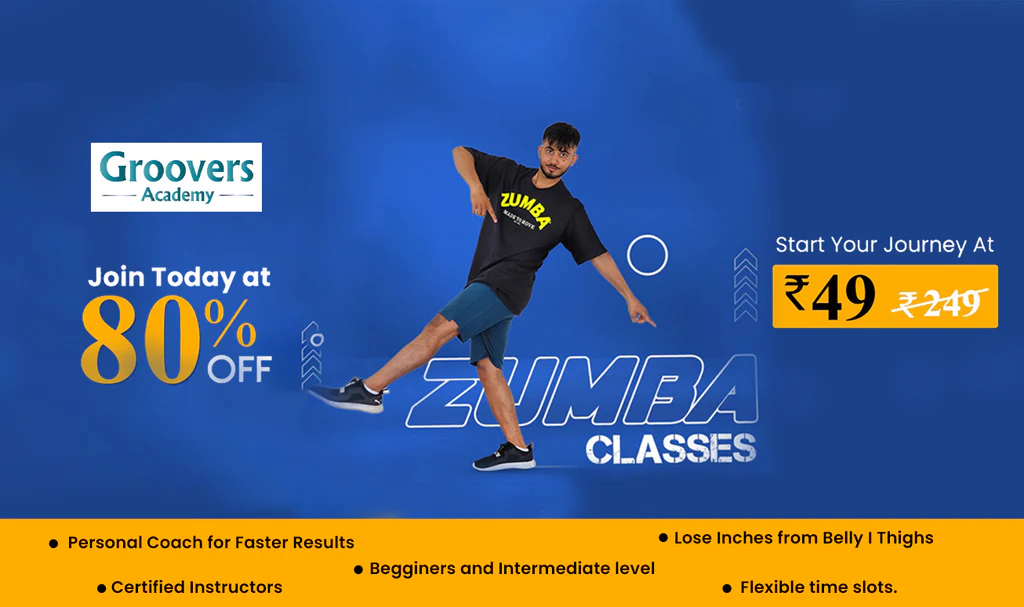 Groovers
Academy
Join Today at
80%
OFF
ZUMBA
MADE TO MOVE
Start Your Journey At
₹49 ₹249
ZUMBA
CLASSES
Personal Coach for Faster Results
Lose Inches from Belly I Thighs
Begginers and Intermediate level
Certified Instructors
Flexible time slots.